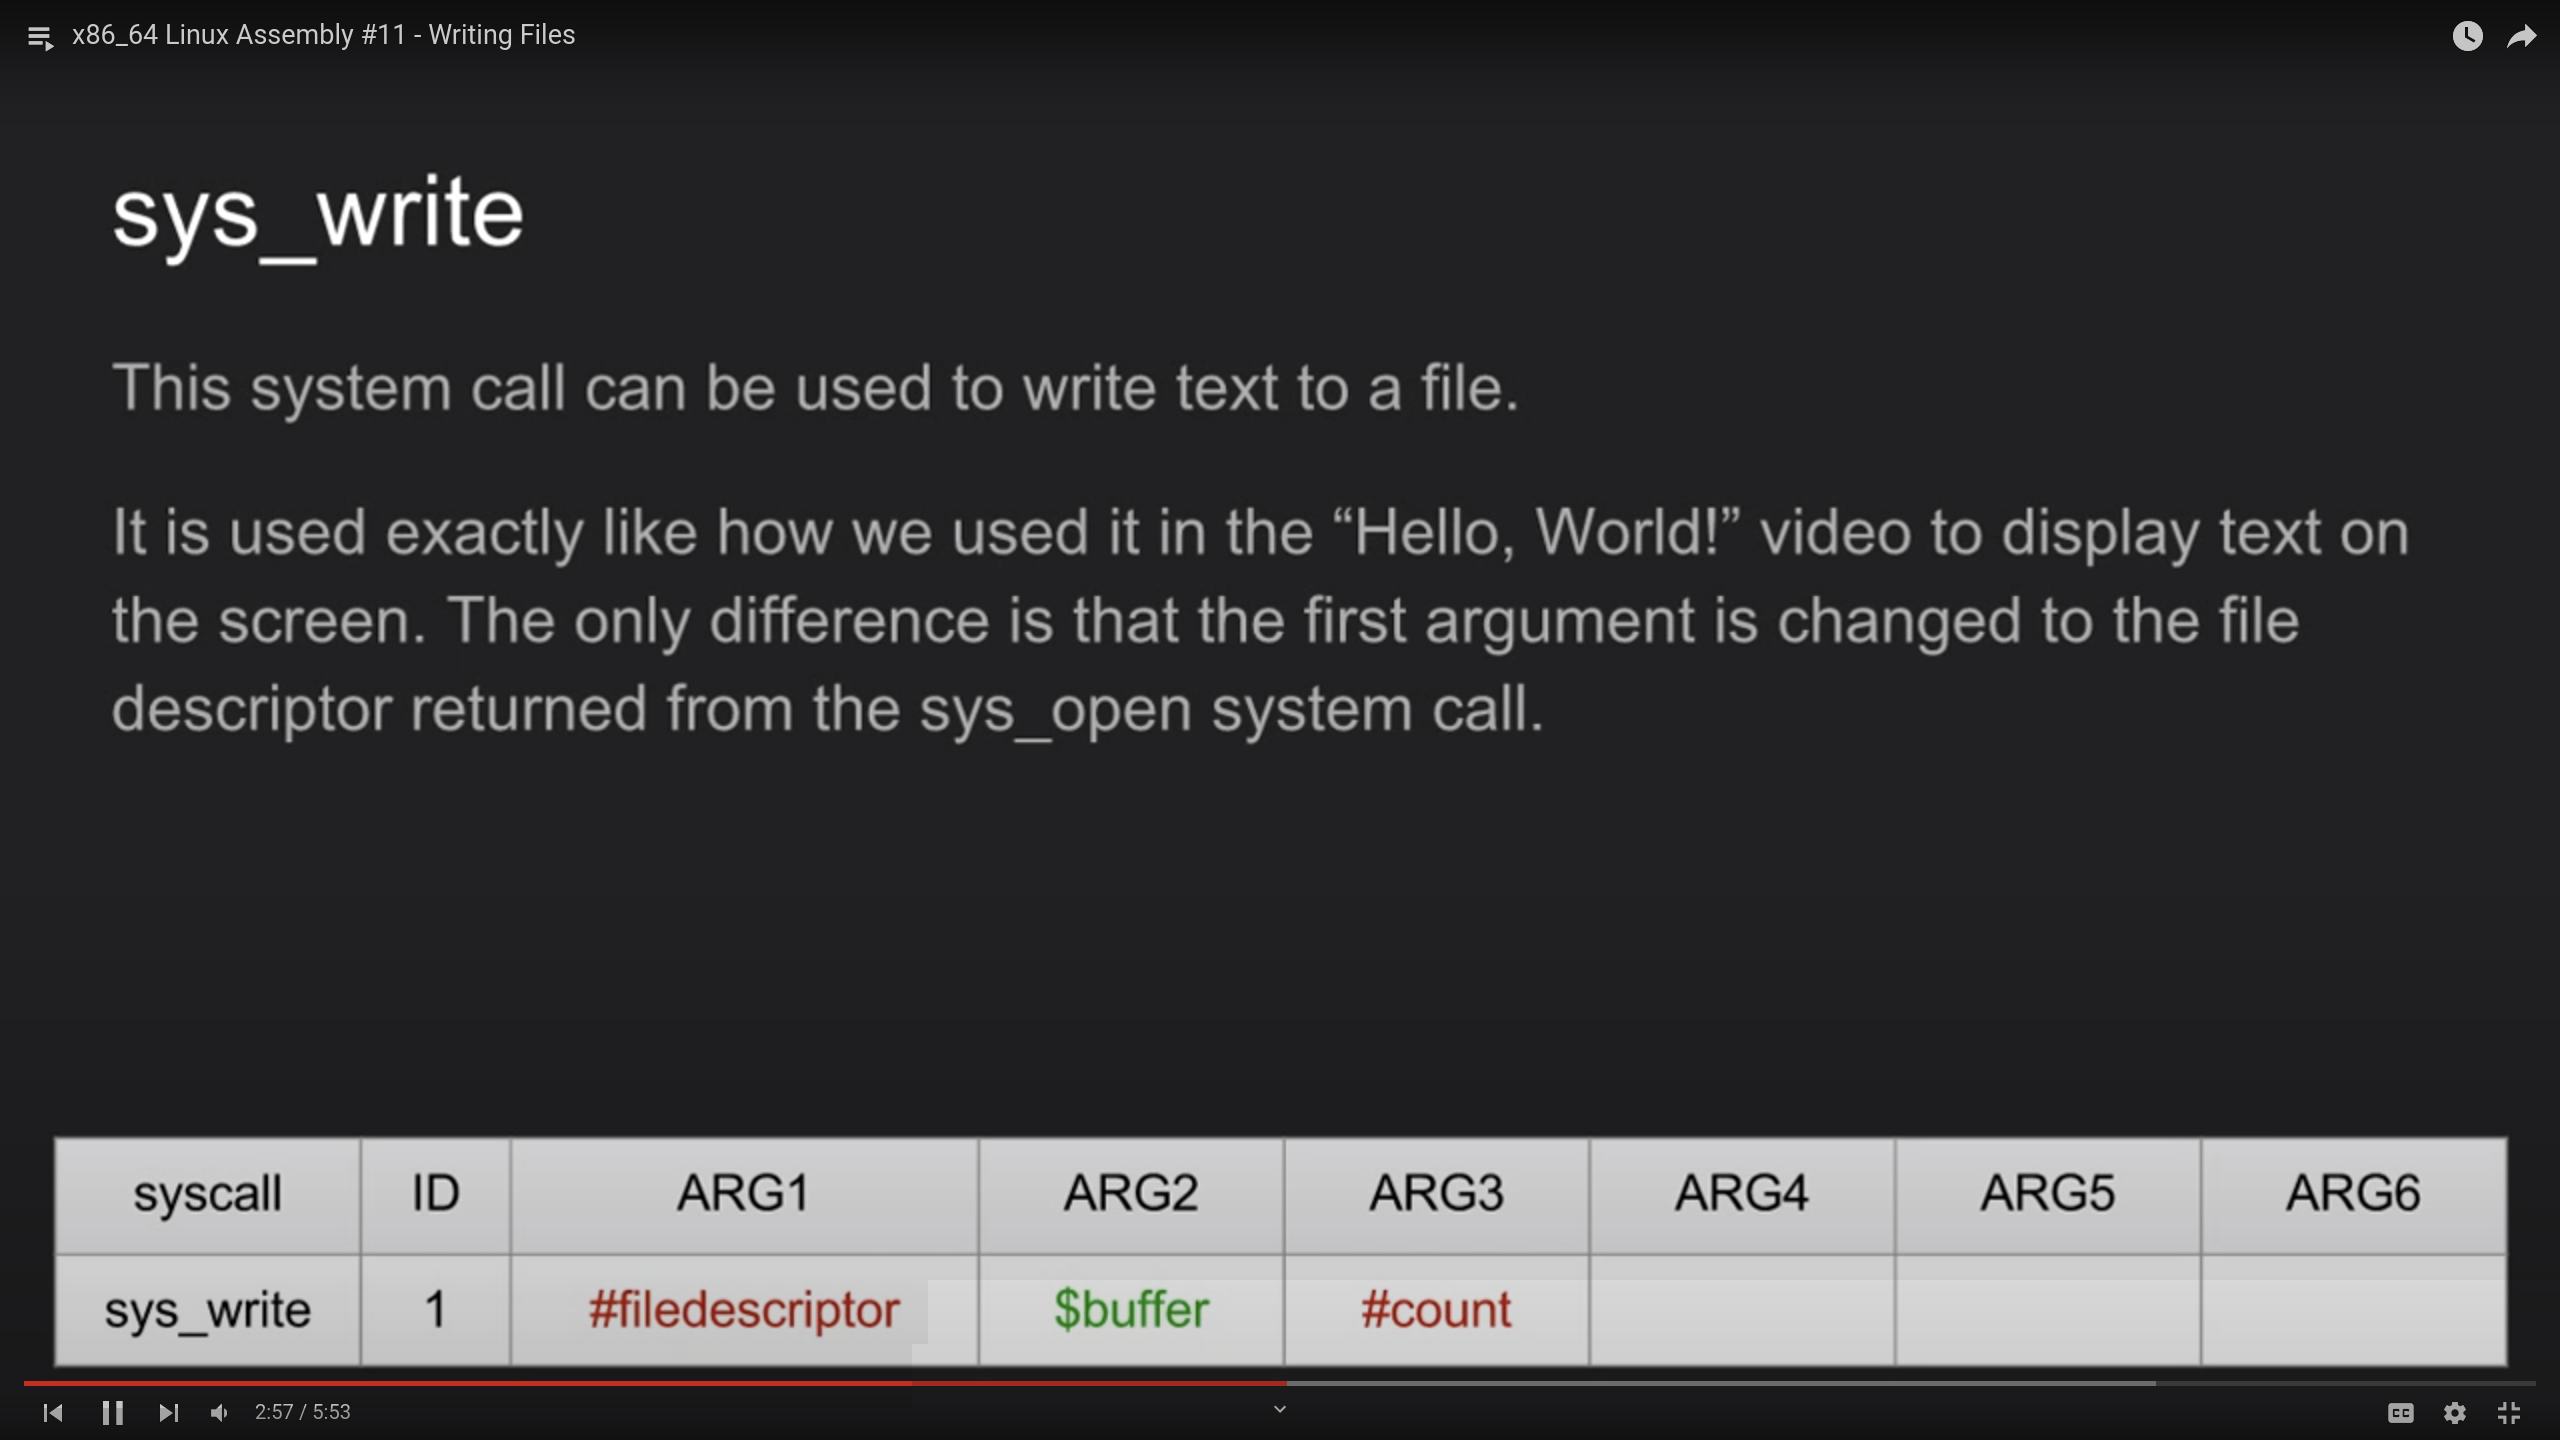 x86_64 Linux Assembly #11 - Writing Files
sys_write
This system call can be used to write text to a file.
It is used exactly like how we used it in the “Hello, World!” video to display text on
the screen. The only difference is that the first argument is changed to the file
descriptor returned from the sys_open system call.
syscall ID ARG1 ARG2 ARG3 ARG4 ARG5 ARG6
sys_write 1 #filedescriptor $buffer #count
2:57 / 5:53 CC